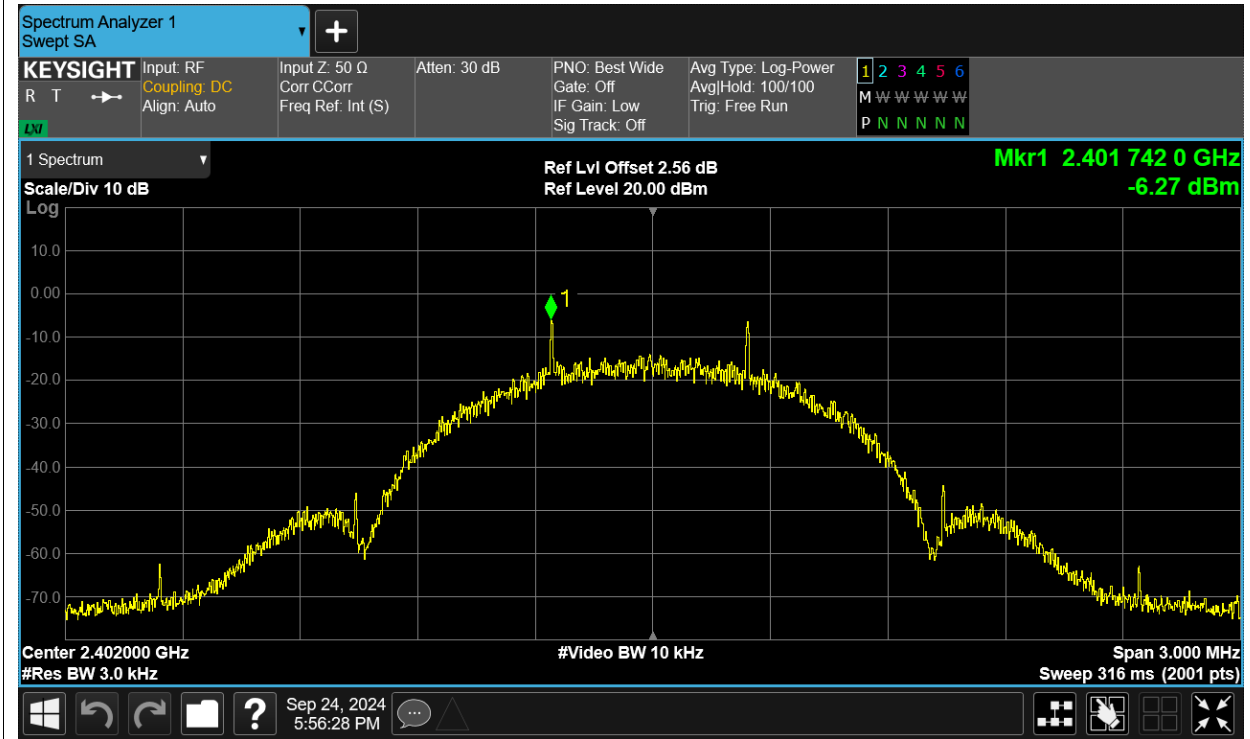 Spectrum Analyzer 1
Swept SA
KEYSIGHT
R T
LXI
Input: RF
Coupling: DC
Align: Auto
Input Z: 50 Ω
Corr CCorr
Freq Ref: Int (S)
Atten: 30 dB
PNO: Best Wide
Gate: Off
IF Gain: Low
Sig Track: Off
Avg Type: Log-Power
Avg|Hold: 100/100
Trig: Free Run
1 2 3 4 5 6
M W W W W W
P N N N N N
1 Spectrum
Scale/Div 10 dB
Log
Ref Lvl Offset 2.56 dB
Ref Level 20.00 dBm
Mkr1 2.401 742 0 GHz
-6.27 dBm
10.0
0.00
-10.0
-20.0
-30.0
-40.0
-50.0
-60.0
-70.0
1
Center 2.402000 GHz
#Res BW 3.0 kHz
#Video BW 10 kHz
Span 3.000 MHz
Sweep 316 ms (2001 pts)
?
Sep 24, 2024
5:56:28 PM